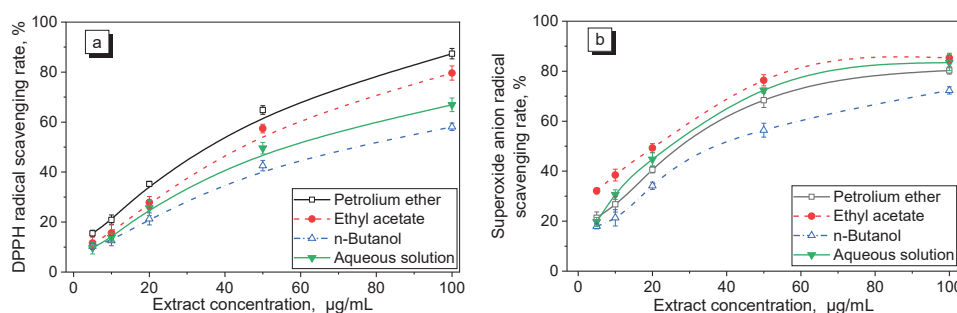 a
DPPH radical scavenging rate, %
100
80
60
40
20
0
0
20
40
60
80
100
Extract concentration, μg/mL
Petrolium ether
Ethyl acetate
n-Butanol
Aqueous solution
b
Superoxide anion radical
scavenging rate, %
100
80
60
40
20
0
0
20
40
60
80
100
Extract concentration, μg/mL
Petrolium ether
Ethyl acetate
n-Butanol
Aqueous solution